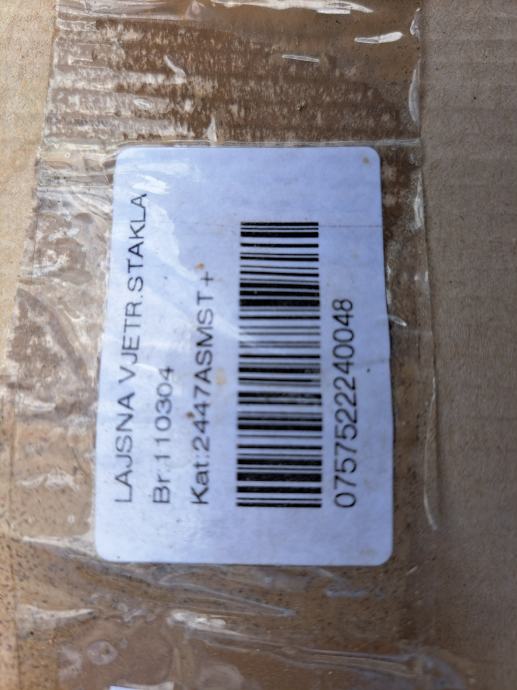 LAJSNA VJETR.STAKLA
Br.110304
Kat:2447ASMST+
0757522240048